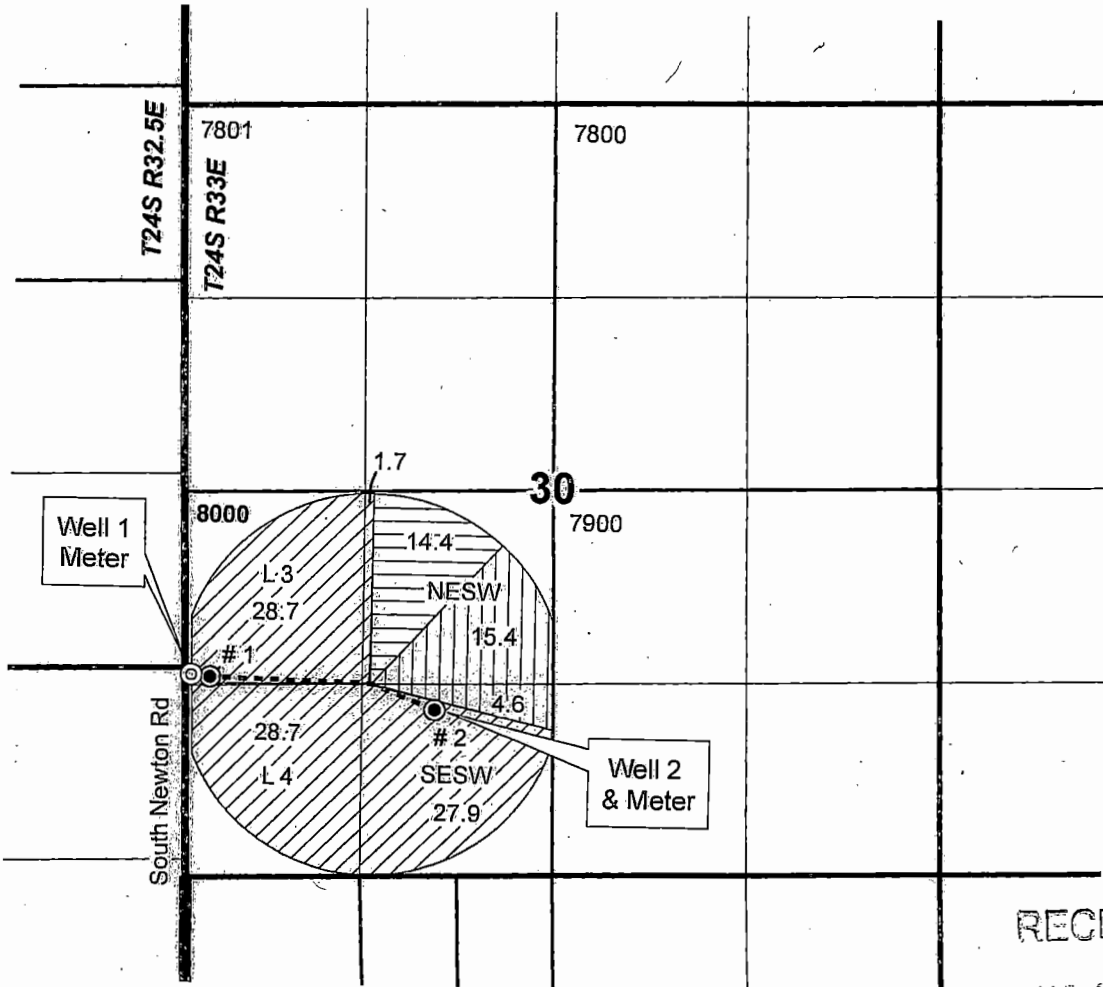 T24S R32.5E
T24S R33E
7801
7800
1.7
30
8000
7900
Well 1
Meter
14.4
L 3
NESW
28.7
15.4
# 1
4.6
28.7
# 2
L 4
SESW
Well 2
& Meter
27.9
South Newton Rd